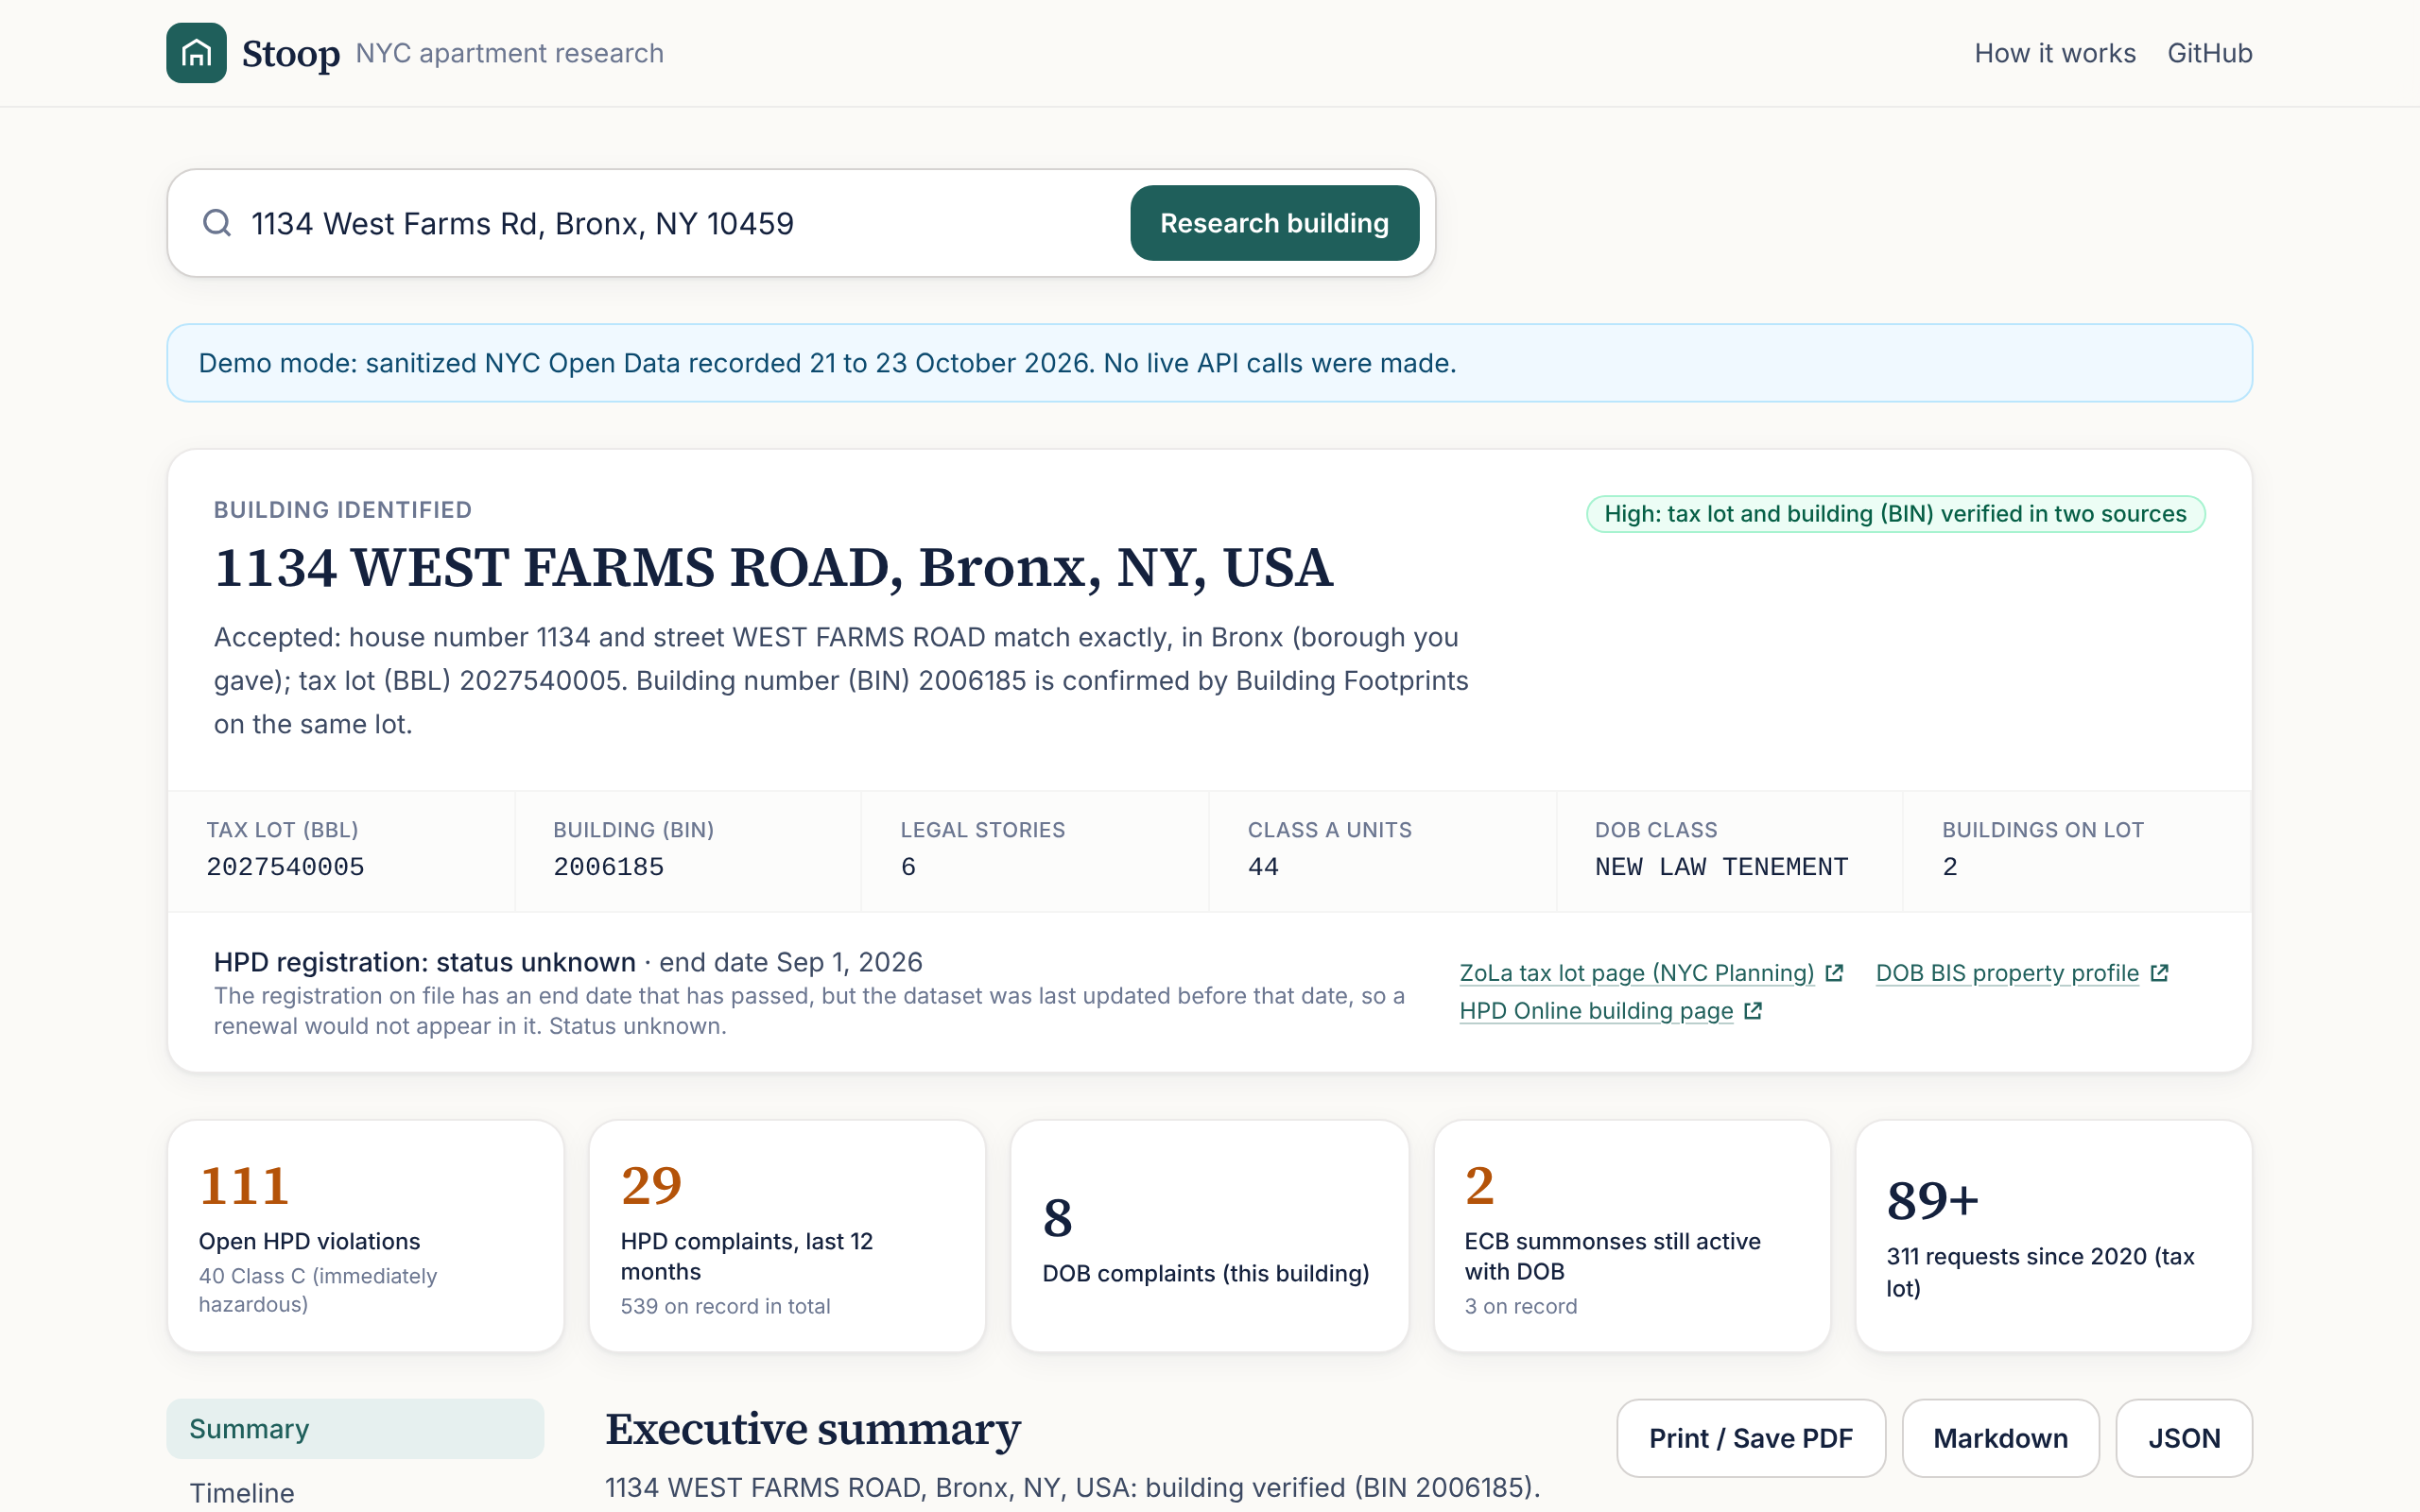 Stoop NYC apartment research
How it works GitHub
1134 West Farms Rd, Bronx, NY 10459
Research building
Demo mode: sanitized NYC Open Data recorded 21 to 23 October 2026. No live API calls were made.
BUILDING IDENTIFIED
High: tax lot and building (BIN) verified in two sources
1134 WEST FARMS ROAD, Bronx, NY, USA
Accepted: house number 1134 and street WEST FARMS ROAD match exactly, in Bronx (borough you
gave); tax lot (BBL) 2027540005. Building number (BIN) 2006185 is confirmed by Building Footprints
on the same lot.
TAX LOT (BBL)
2027540005
BUILDING (BIN)
2006185
LEGAL STORIES
6
CLASS A UNITS
44
DOB CLASS
NEW LAW TENEMENT
BUILDINGS ON LOT
2
HPD registration: status unknown · end date Sep 1, 2026
The registration on file has an end date that has passed, but the dataset was last updated before that date, so a
renewal would not appear in it. Status unknown.
ZoLa tax lot page (NYC Planning)
DOB BIS property profile
HPD Online building page
111
Open HPD violations
40 Class C (immediately
hazardous)
29
HPD complaints, last 12
months
539 on record in total
8
DOB complaints (this building)
2
ECB summonses still active
with DOB
3 on record
89+
311 requests since 2020 (tax
lot)
Summary
Timeline
Executive summary
Print / Save PDF
Markdown
JSON
1134 WEST FARMS ROAD, Bronx, NY, USA: building verified (BIN 2006185).